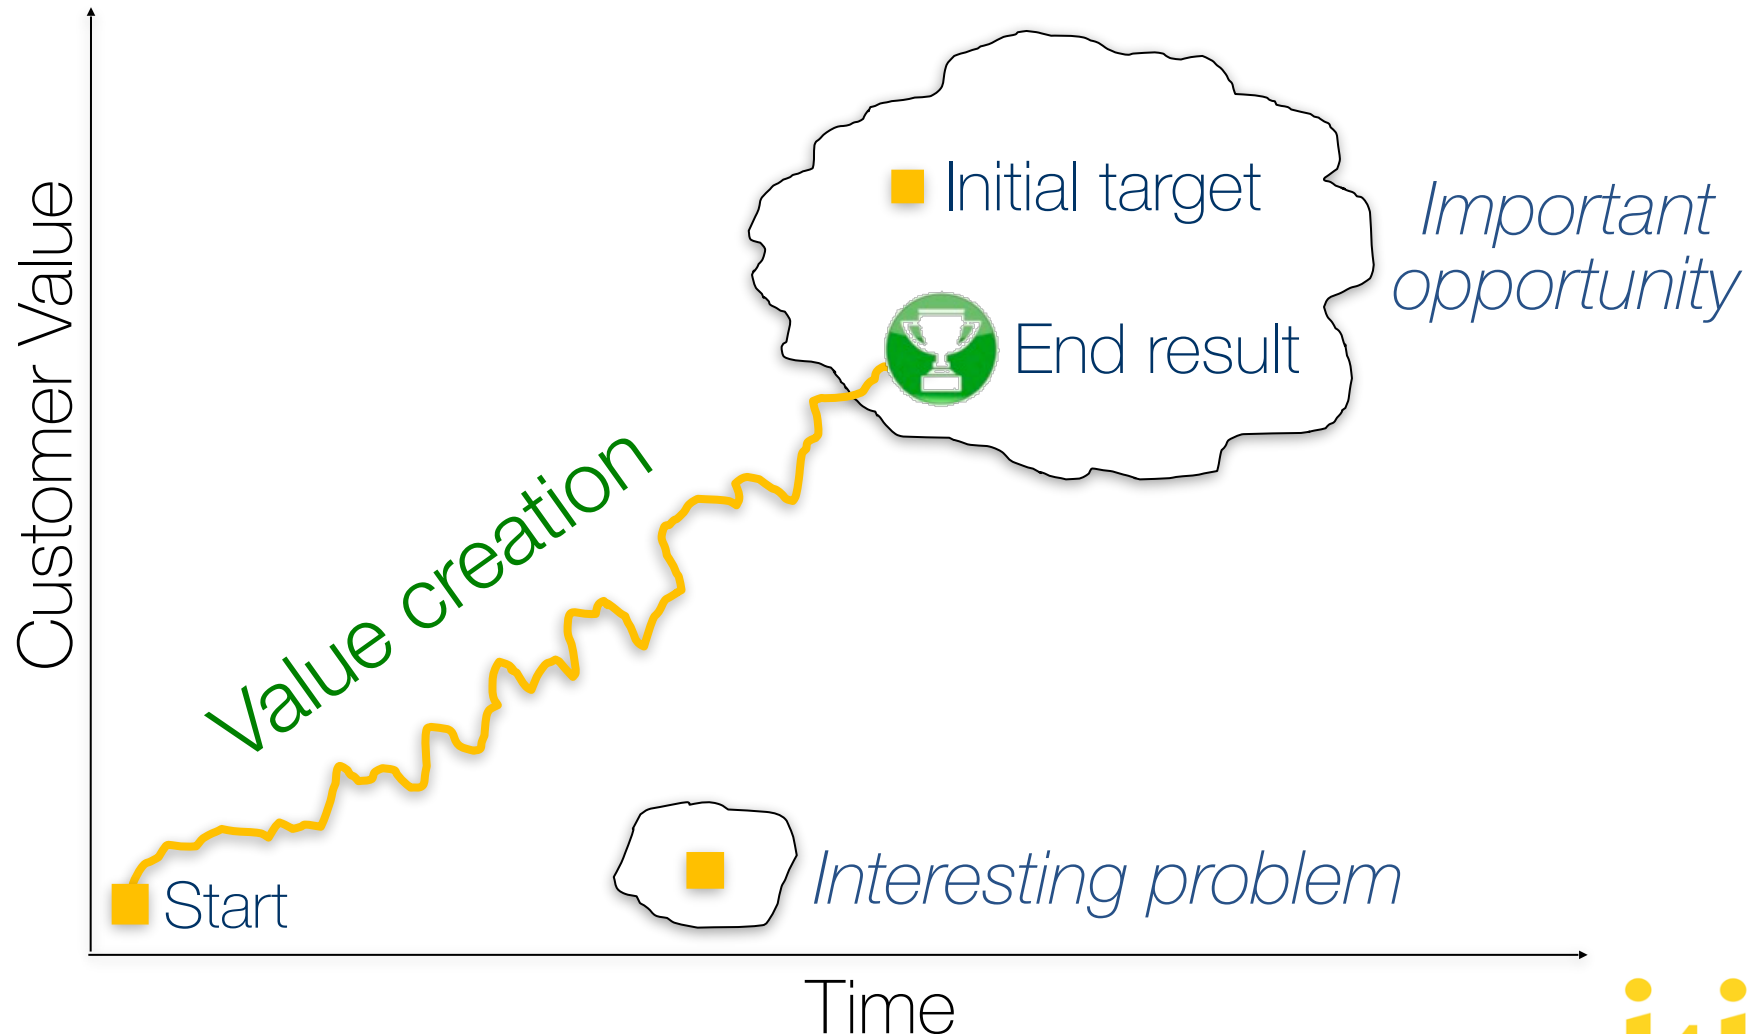 Customer Value
Initial target
Important
opportunity
End result
Value creation
Interesting problem
Start
Time